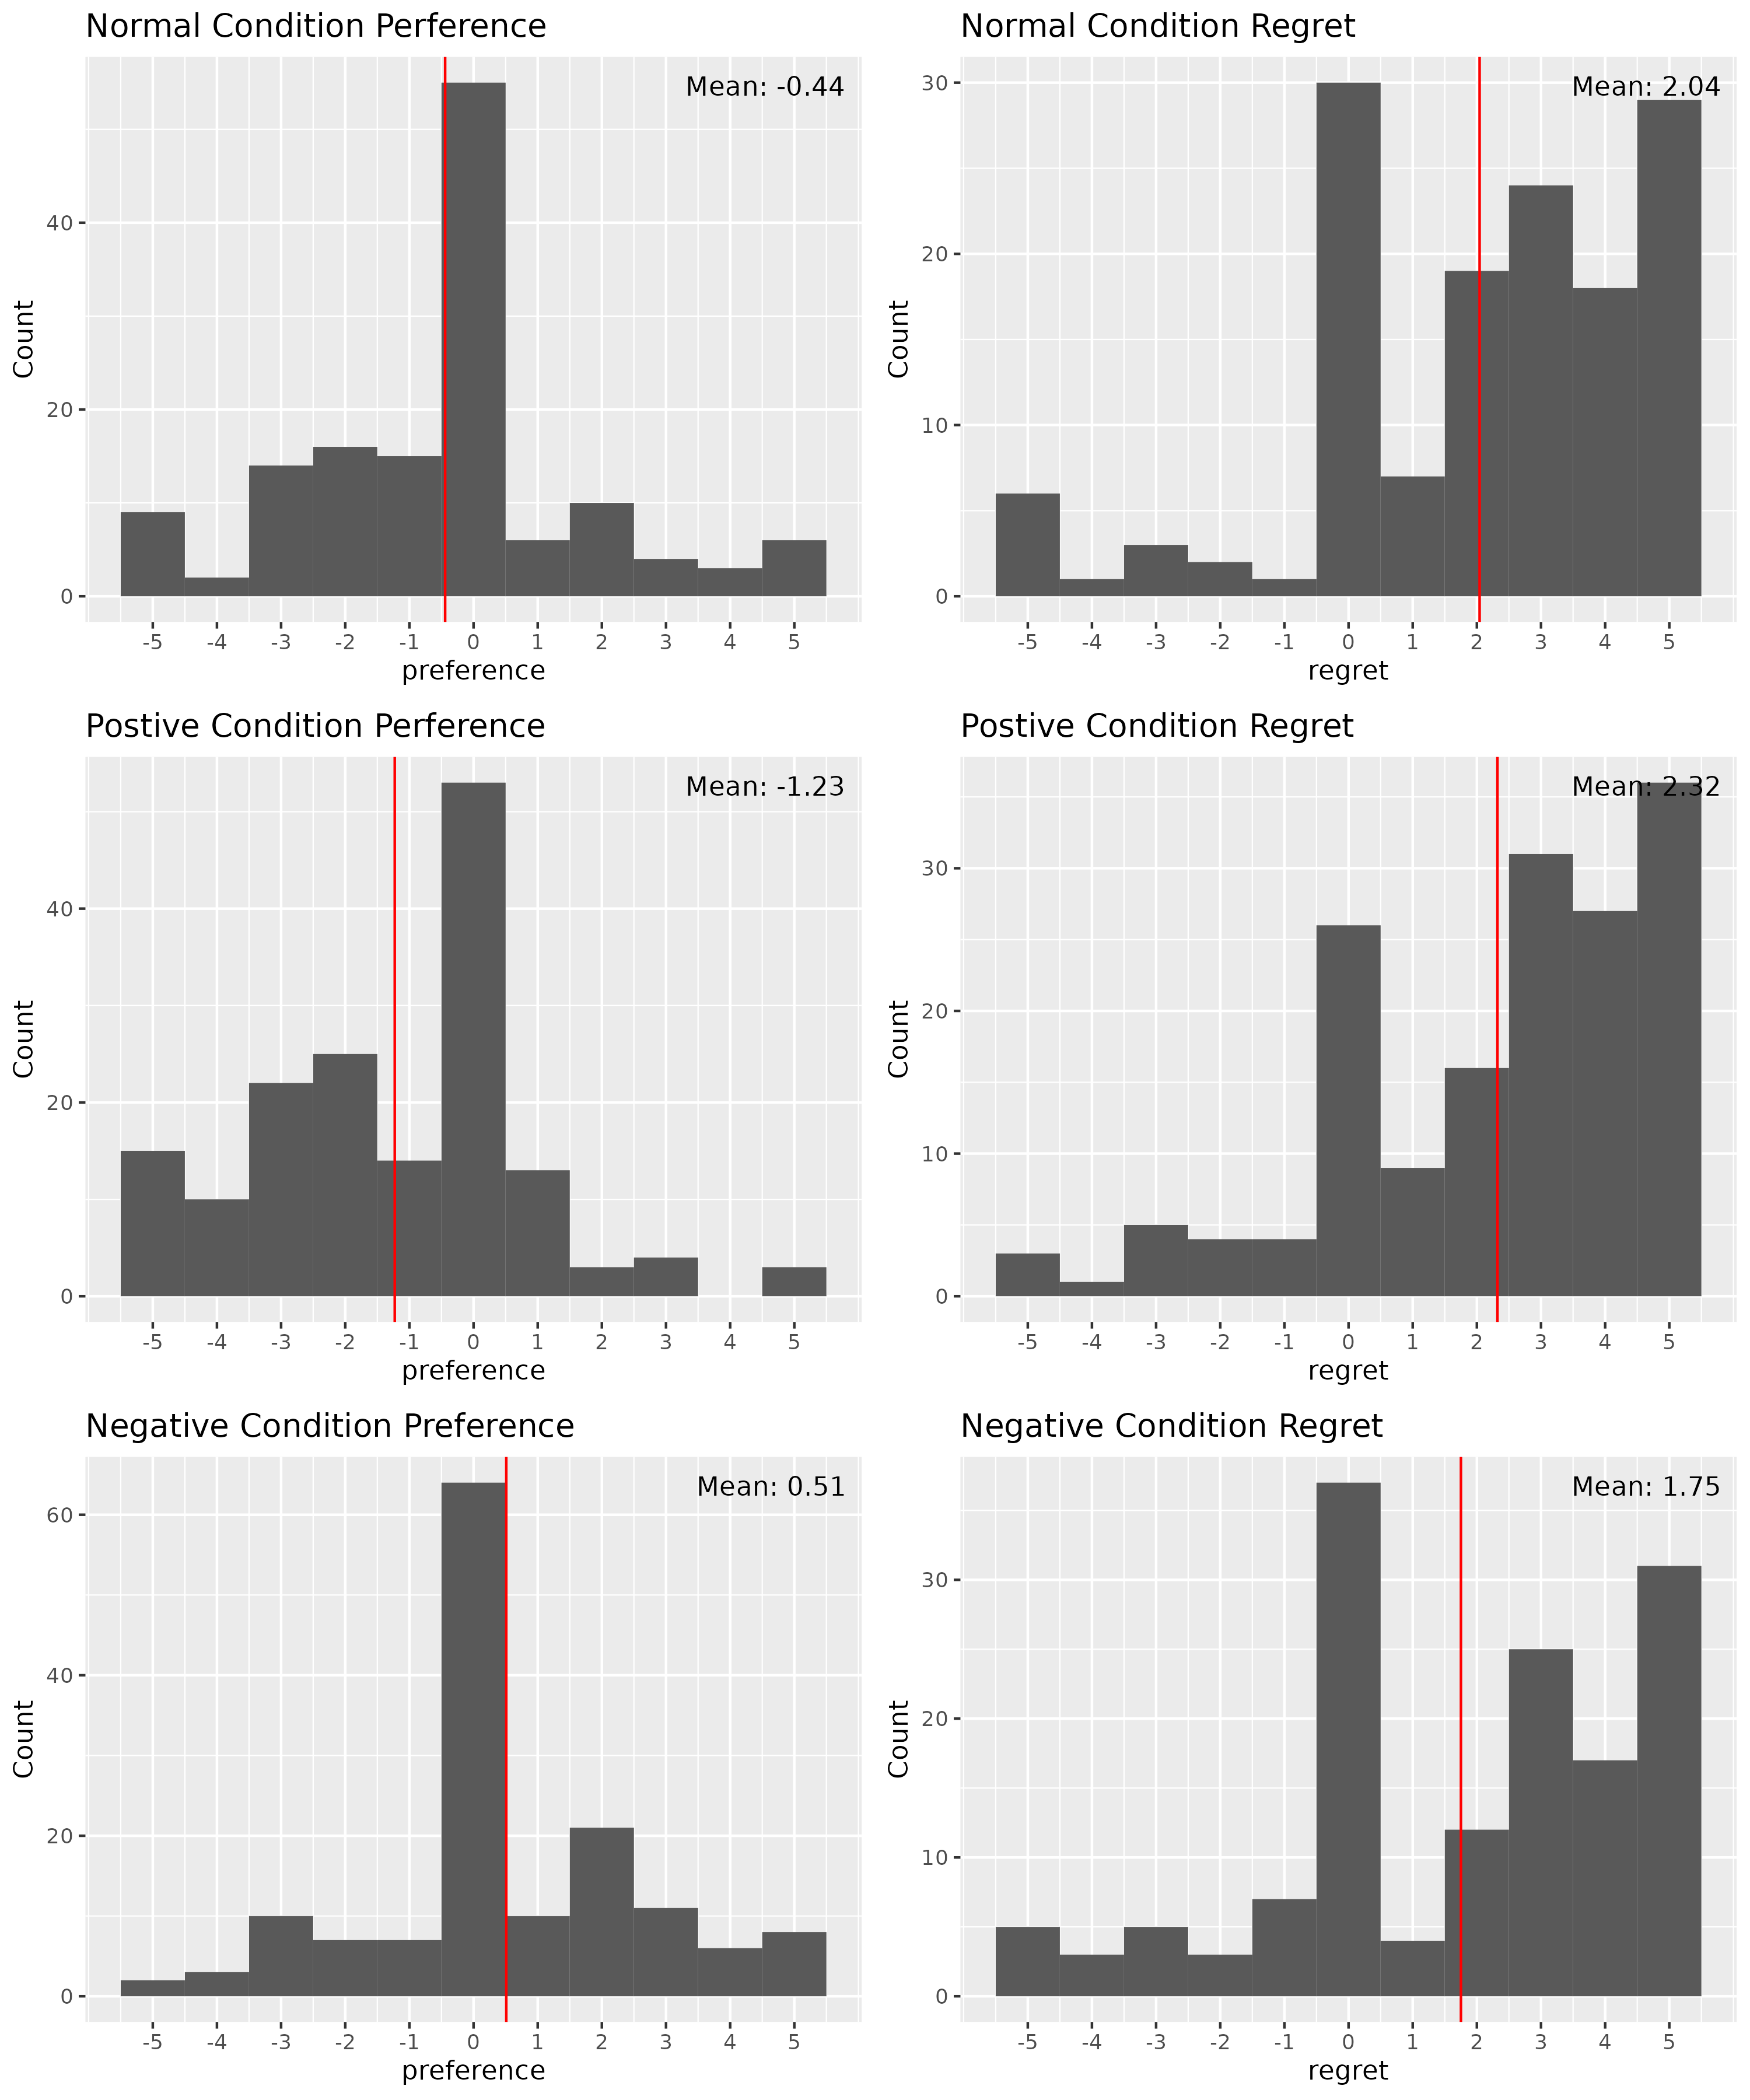 Normal Condition Perference
Mean: -0.44
Count
40
20
0
-5 -4 -3 -2 -1 0 1 2 3 4 5
preference
Normal Condition Regret
Mean: 2.04
Count
30
20
10
0
-5 -4 -3 -2 -1 0 1 2 3 4 5
regret
Postive Condition Perference
Mean: -1.23
Count
40
20
0
-5 -4 -3 -2 -1 0 1 2 3 4 5
preference
Postive Condition Regret
Mean: 2.32
Count
30
20
10
0
-5 -4 -3 -2 -1 0 1 2 3 4 5
regret
Negative Condition Preference
Mean: 0.51
Count
60
40
20
0
-5 -4 -3 -2 -1 0 1 2 3 4 5
preference
Negative Condition Regret
Mean: 1.75
Count
30
20
10
0
-5 -4 -3 -2 -1 0 1 2 3 4 5
regret